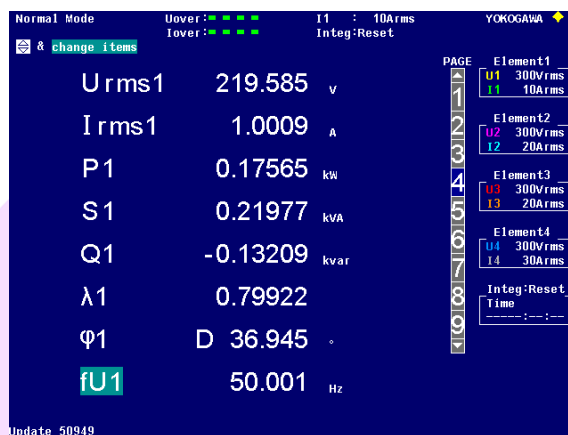 Normal Mode
Uover:
Iover:
I1 : 10Arms
Integ:Reset
YOKOGAWA
& change items
Urms1 219.585 V
Irms1 1.0009 A
P1 0.17565 kW
S1 0.21977 kVA
Q1 -0.13209 kvar
λ1 0.79922
φ1 D 36.945 °
fU1 50.001 Hz
PAGE
1
2
3
4
5
6
7
8
9
Element1
U1 300Vrms
I1 10Arms
Element2
U2 300Vrms
I2 20Arms
Element3
U3 300Vrms
I3 20Arms
Element4
U4 300Vrms
I4 30Arms
Integ:Reset
Time
-----:--:--
Update 50949